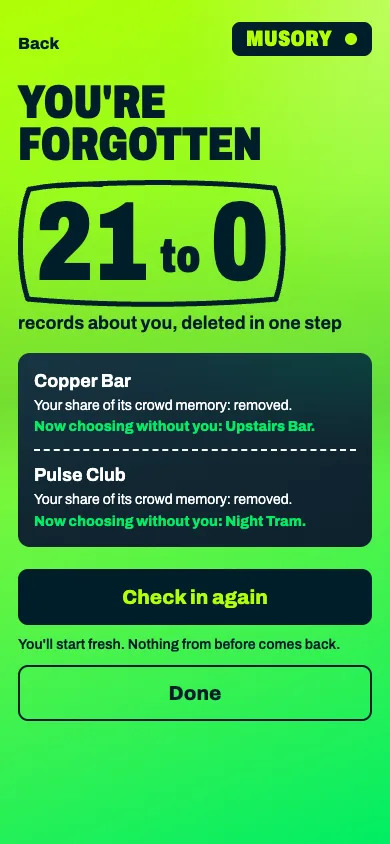 Back
MUSORY
YOU'RE
FORGOTTEN
21 to 0
records about you, deleted in one step
Copper Bar
Your share of its crowd memory: removed.
Now choosing without you: Upstairs Bar.
Pulse Club
Your share of its crowd memory: removed.
Now choosing without you: Night Tram.
Check in again
You'll start fresh. Nothing from before comes back.
Done